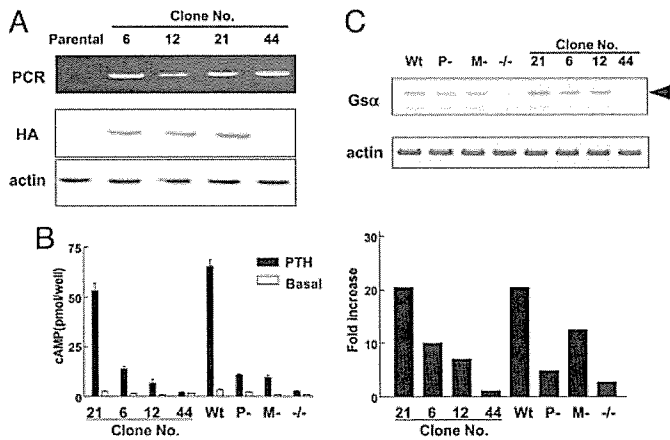 A
Clone No.
Parental 6 12 21 44
PCR
HA
actin
C
Clone No.
Wt P- M- -/- 21 6 12 44
Gsα
actin
B
cAMP(pmol/well)
75
50
25
0
PTH
Basal
21 6 12 44 Wt P- M- -/-
Clone No.
Fold increase
30
20
10
0
21 6 12 44 Wt P- M- -/-
Clone No.